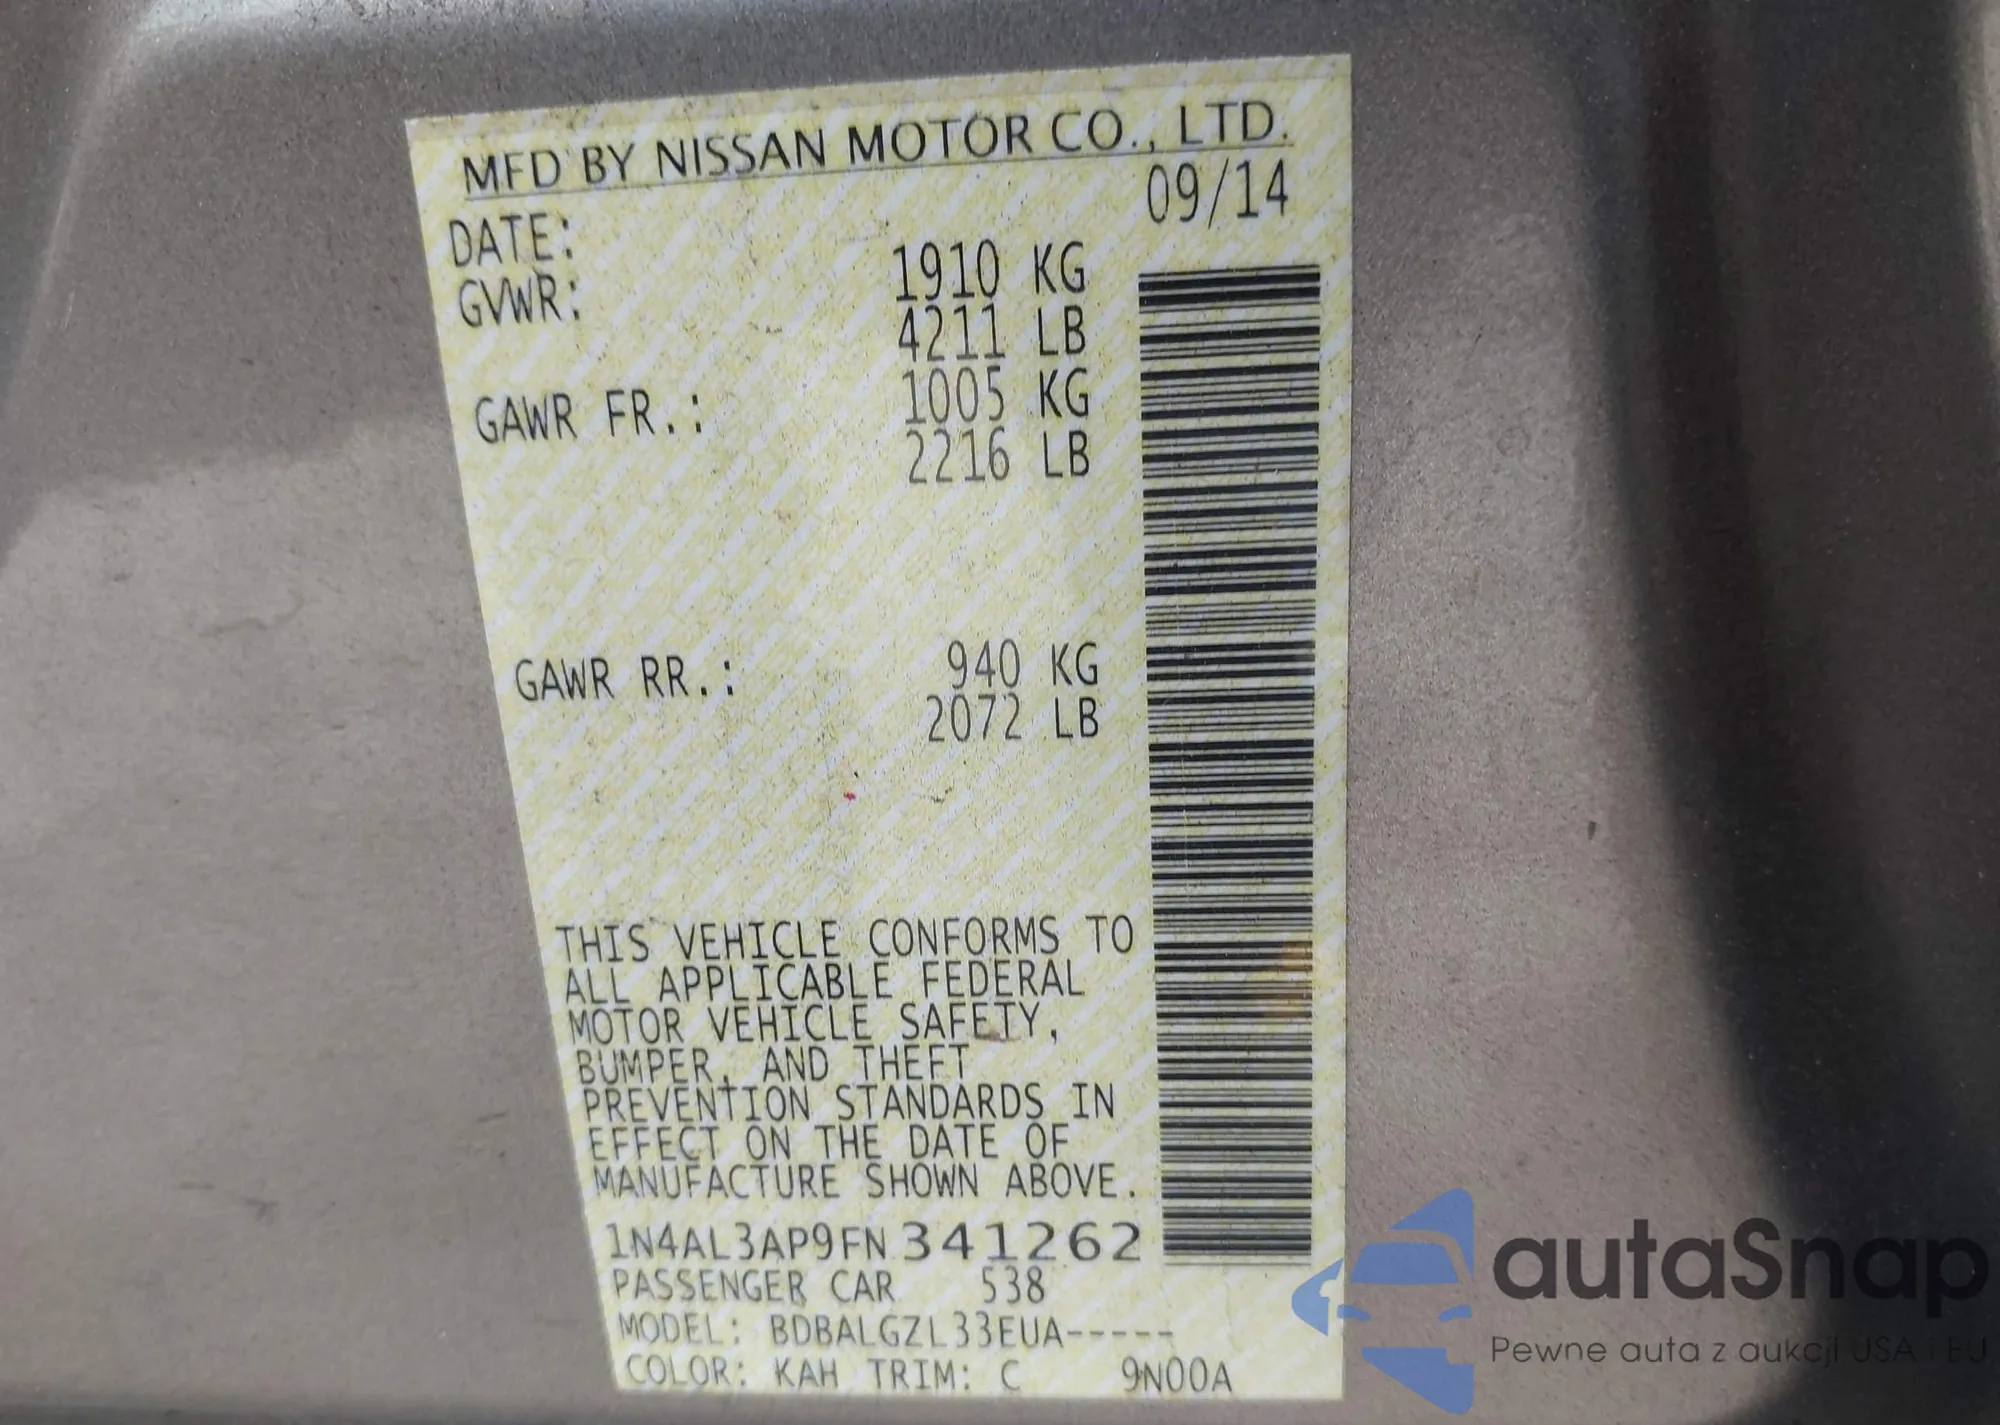 MFD BY NISSAN MOTOR CO., LTD.
DATE: 09/14
GVWR: 1910 KG
4211 LB
GAWR FR.: 1005 KG
2216 LB
GAWR RR.: 940 KG
2072 LB
THIS VEHICLE CONFORMS TO
ALL APPLICABLE FEDERAL
MOTOR VEHICLE SAFETY,
BUMPER, AND THEFT
PREVENTION STANDARDS IN
EFFECT ON THE DATE OF
MANUFACTURE SHOWN ABOVE.
1N4AL3AP9FN341262
PASSENGER CAR 538
MODEL: BDBALGZL33EUA-----
COLOR: KAH TRIM: C 9N00A
autaSnap
Pewne auta z aukcji USA i EU